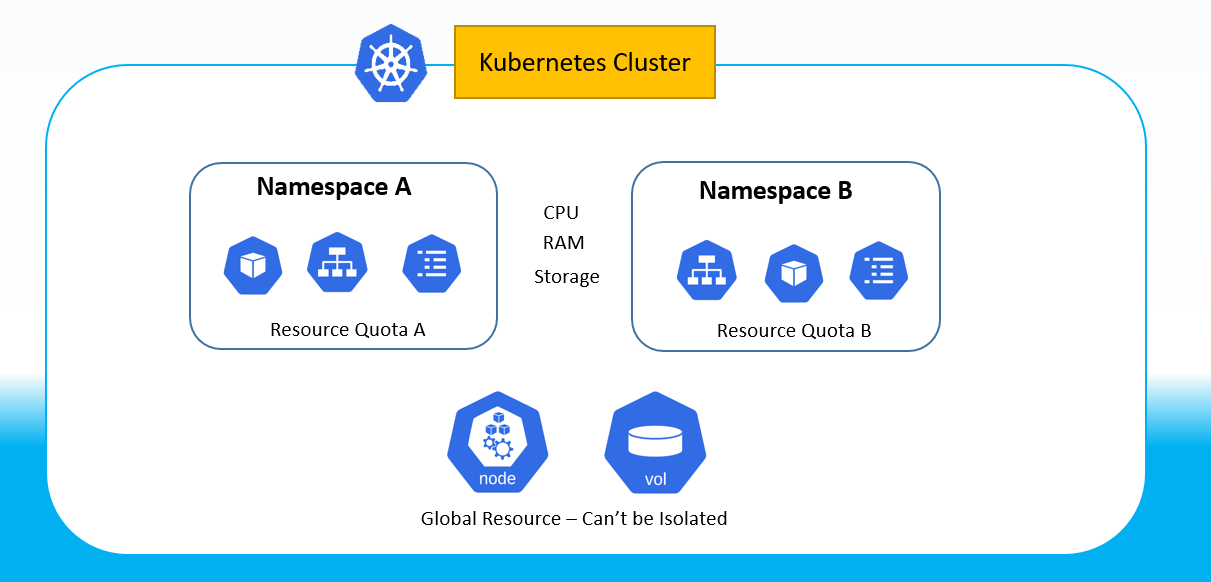 Kubernetes Cluster
Namespace A
CPU
RAM
Storage
Resource Quota A
Namespace B
Resource Quota B
node
vol
Global Resource – Can’t be Isolated